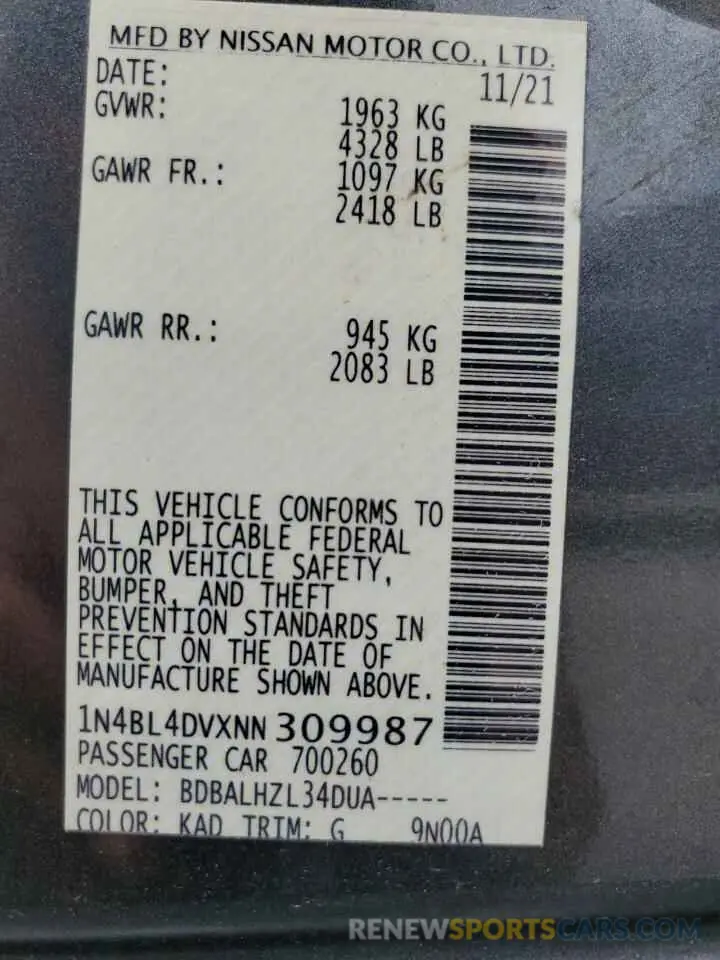 MFD BY NISSAN MOTOR CO., LTD.
DATE: 11/21
GVWR: 1963 KG
4328 LB
GAWR FR.: 1097 KG
2418 LB
GAWR RR.: 945 KG
2083 LB
THIS VEHICLE CONFORMS TO
ALL APPLICABLE FEDERAL
MOTOR VEHICLE SAFETY,
BUMPER, AND THEFT
PREVENTION STANDARDS IN
EFFECT ON THE DATE OF
MANUFACTURE SHOWN ABOVE.
1N4BL4DVXNN 309987
PASSENGER CAR 700260
MODEL: BDBALHZL34DUA-----
COLOR: KAD TRIM: G 9N00A
RENEWSPORTSCARS.COM